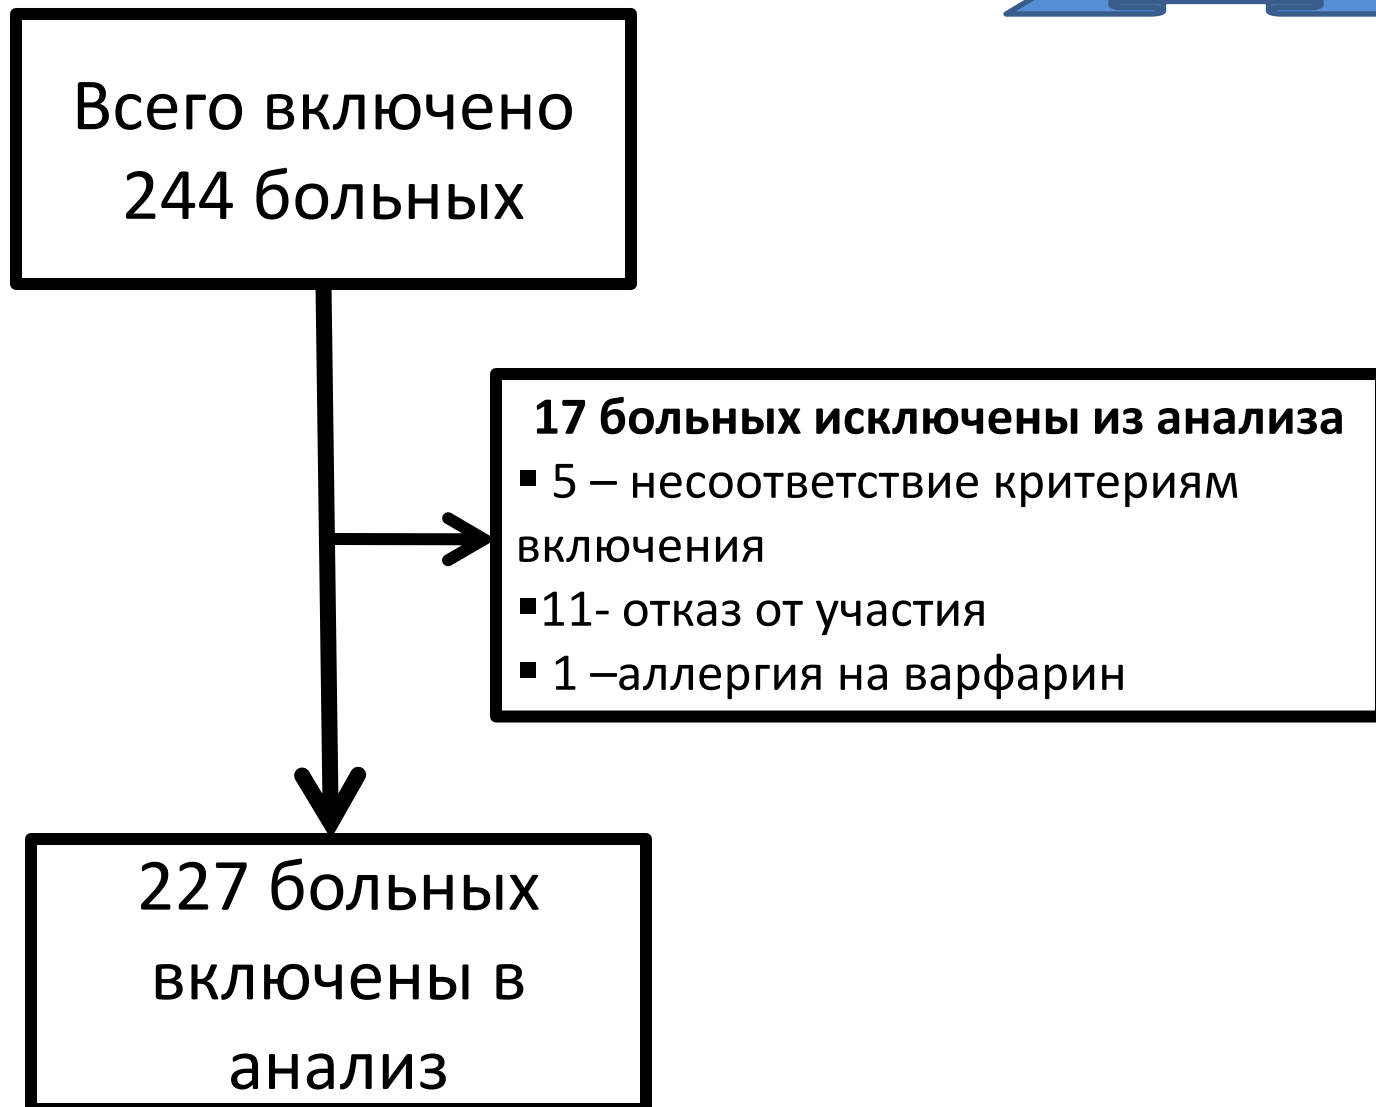 Всего включено
244 больных
17 больных исключены из анализа
▪ 5 – несоответствие критериям
включения
▪11- отказ от участия
▪ 1 –аллергия на варфарин
227 больных
включены в
анализ